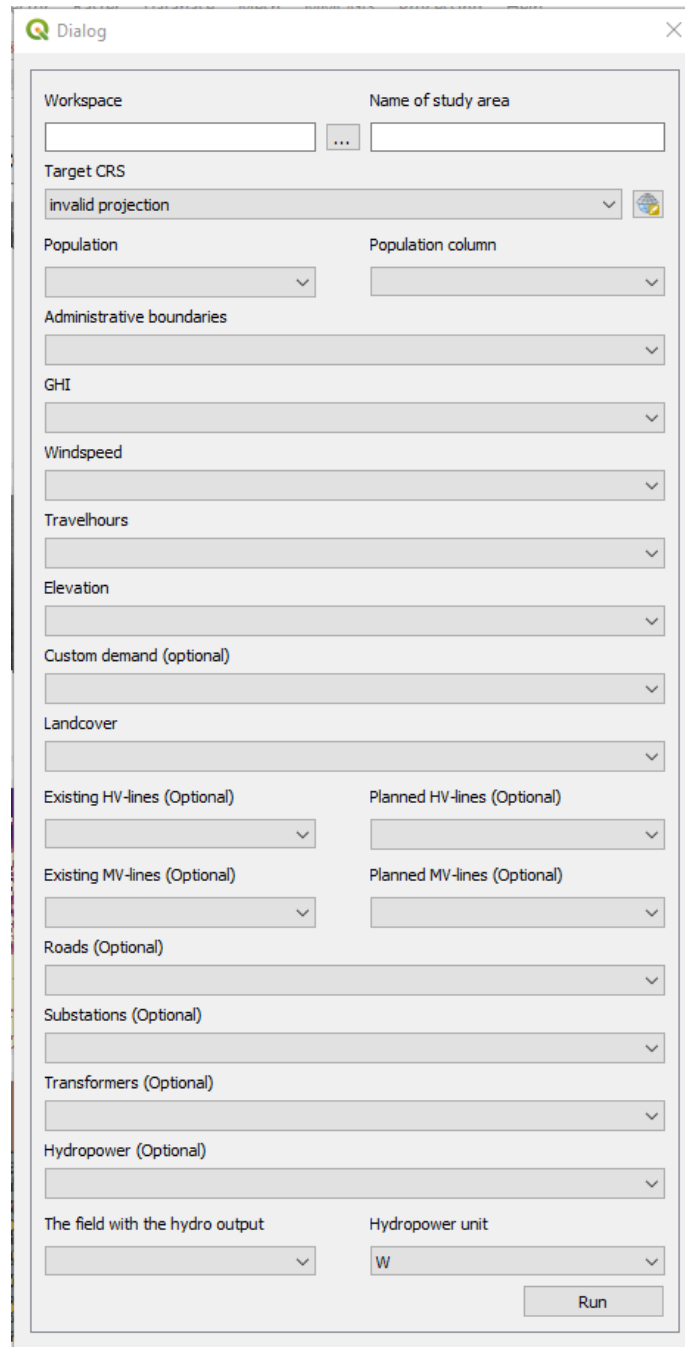 Dialog
Workspace Name of study area
...
Target CRS
invalid projection
Population Population column
Administrative boundaries
GHI
Windspeed
Travelhours
Elevation
Custom demand (optional)
Landcover
Existing HV-lines (Optional) Planned HV-lines (Optional)
Existing MV-lines (Optional) Planned MV-lines (Optional)
Roads (Optional)
Substations (Optional)
Transformers (Optional)
Hydropower (Optional)
The field with the hydro output Hydropower unit
W
Run